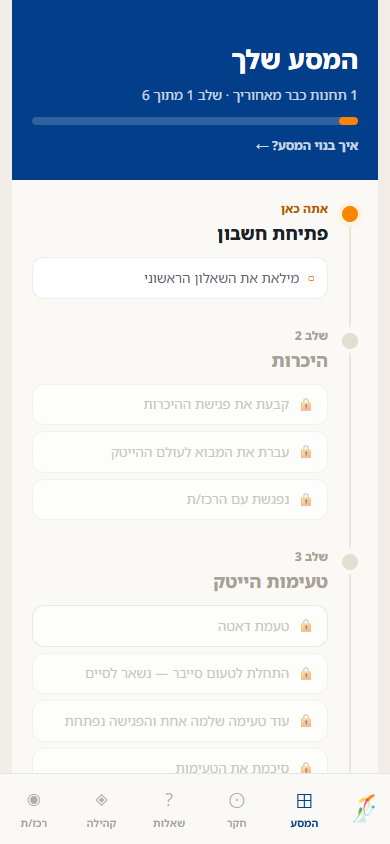 המסע שלך
1 תחנות כבר מאחוריך · שלב 1 מתוך 6
איך בנוי המסע? ←
אתה כאן
פתיחת חשבון
מילאת את השאלון הראשוני
שלב 2
היכרות
קבעת את פגישת ההיכרות
עברת את המבוא לעולם ההייטק
נפגשת עם הרכז/ת
שלב 3
טעימות הייטק
טעמת דאטה
התחלת לטעום סייבר — נשאר לסיים
עוד טעימה שלמה אחת והפגישה נפתחת
סיכמת את הטעימות
המסע
חקר
שאלות
קהילה
רכז/ת